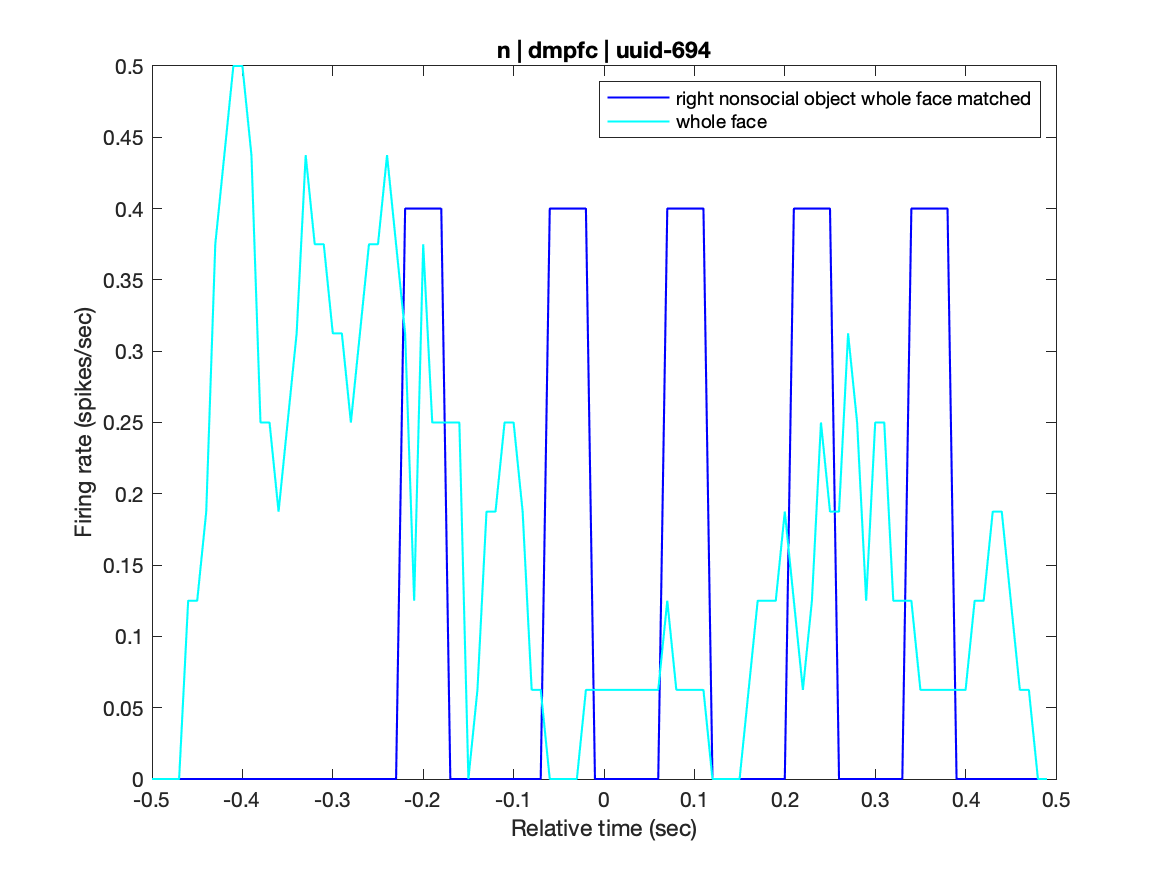 n | dmpfc | uuid-694
right nonsocial object whole face matched
whole face
Firing rate (spikes/sec)
0.5
0.45
0.4
0.35
0.3
0.25
0.2
0.15
0.1
0.05
0
-0.5 -0.4 -0.3 -0.2 -0.1 0 0.1 0.2 0.3 0.4 0.5
Relative time (sec)